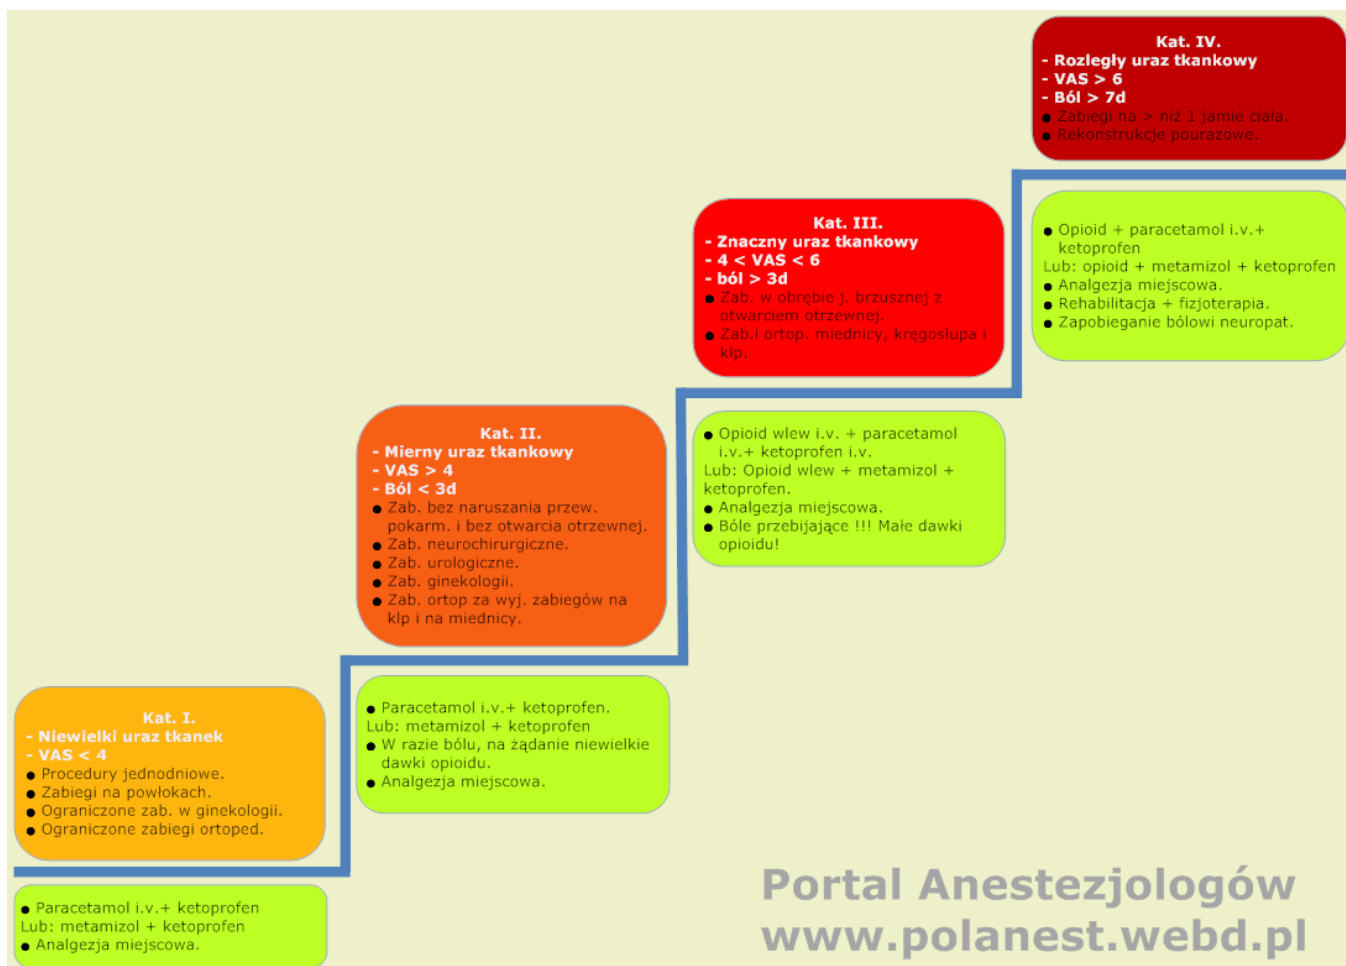 Kat. IV.
- Rozległy uraz tkankowy
- VAS > 6
- Ból > 7d
● Zabiegi na > niż 1 jamie ciała.
● Rekonstrukcje pourazowe.
● Opioid + paracetamol i.v.+
ketoprofen
Lub: opioid + metamizol + ketoprofen
● Analgezja miejscowa.
● Rehabilitacja + fizjoterapia.
● Zapobieganie bólowi neuropat.
Kat. III.
- Znaczny uraz tkankowy
- 4 < VAS < 6
- ból > 3d
● Zab. w obrębie j. brzusznej z
otwarciem otrzewnej.
● Zab.i ortop. miednicy, kręgosłupa i
klp.
● Opioid wlew i.v. + paracetamol
i.v.+ ketoprofen i.v.
Lub: Opioid wlew + metamizol +
ketoprofen.
● Analgezja miejscowa.
● Bóle przebijające !!! Małe dawki
opioidu!
Kat. II.
- Mierny uraz tkankowy
- VAS > 4
- Ból < 3d
● Zab. bez naruszania przew.
pokarm. i bez otwarcia otrzewnej.
● Zab. neurochirurgiczne.
● Zab. urologiczne.
● Zab. ginekologii.
● Zab. ortop za wyj. zabiegów na
klp i na miednicy.
● Paracetamol i.v.+ ketoprofen.
Lub: metamizol + ketoprofen
● W razie bólu, na żądanie niewielkie
dawki opioidu.
● Analgezja miejscowa.
Kat. I.
- Niewielki uraz tkanek
- VAS < 4
● Procedury jednodniowe.
● Zabiegi na powłokach.
● Ograniczone zab. w ginekologii.
● Ograniczone zabiegi ortoped.
● Paracetamol i.v.+ ketoprofen
Lub: metamizol + ketoprofen
● Analgezja miejscowa.
Portal Anestezjologów
www.polanest.webd.pl